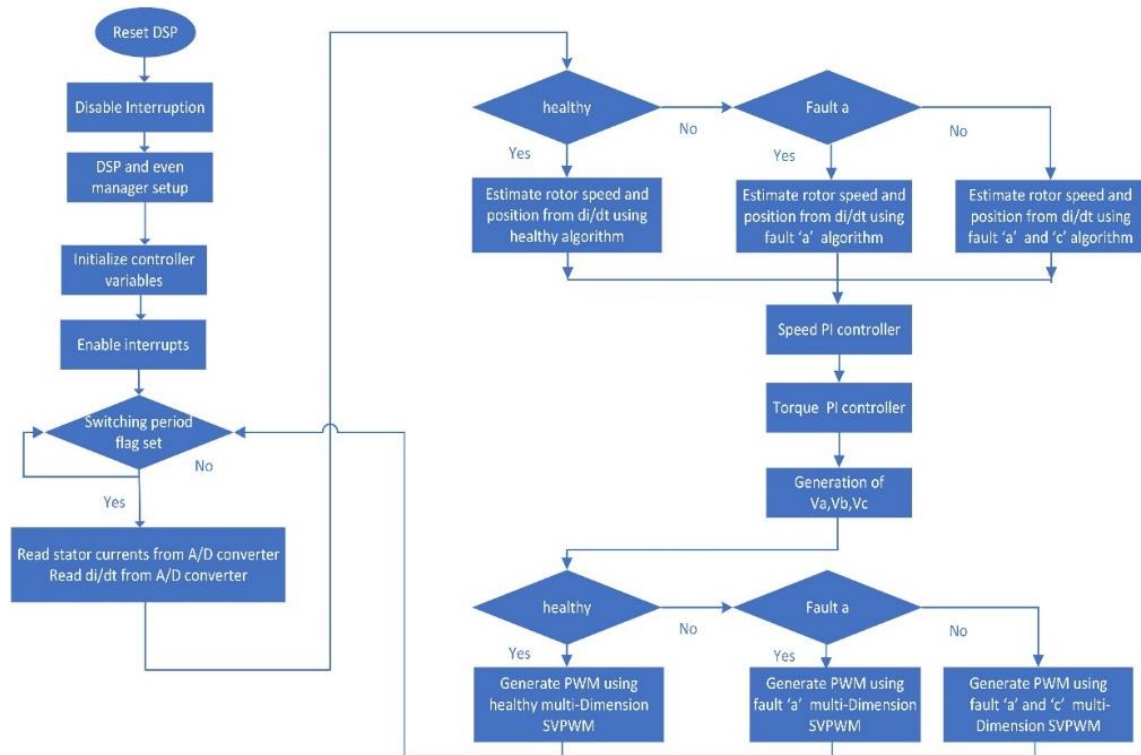 Reset DSP
Disable Interruption
DSP and even
manager setup
Initialize controller
variables
Enable interrupts
Switching period
flag set
No
Yes
Read stator currents from A/D converter
Read di/dt from A/D converter
healthy
No
Yes
Fault a
No
Yes
Estimate rotor speed and
position from di/dt using
healthy algorithm
Estimate rotor speed and
position from di/dt using
fault ‘a’ algorithm
Estimate rotor speed and
position from di/dt using
fault ‘a’ and ‘c’ algorithm
Speed PI controller
Torque PI controller
Generation of
Va,Vb,Vc
healthy
No
Yes
Fault a
No
Yes
Generate PWM using
healthy multi-Dimension
SVPWM
Generate PWM using
fault ‘a’ multi-Dimension
SVPWM
Generate PWM using
fault ‘a’ and ‘c’ multi-
Dimension SVPWM